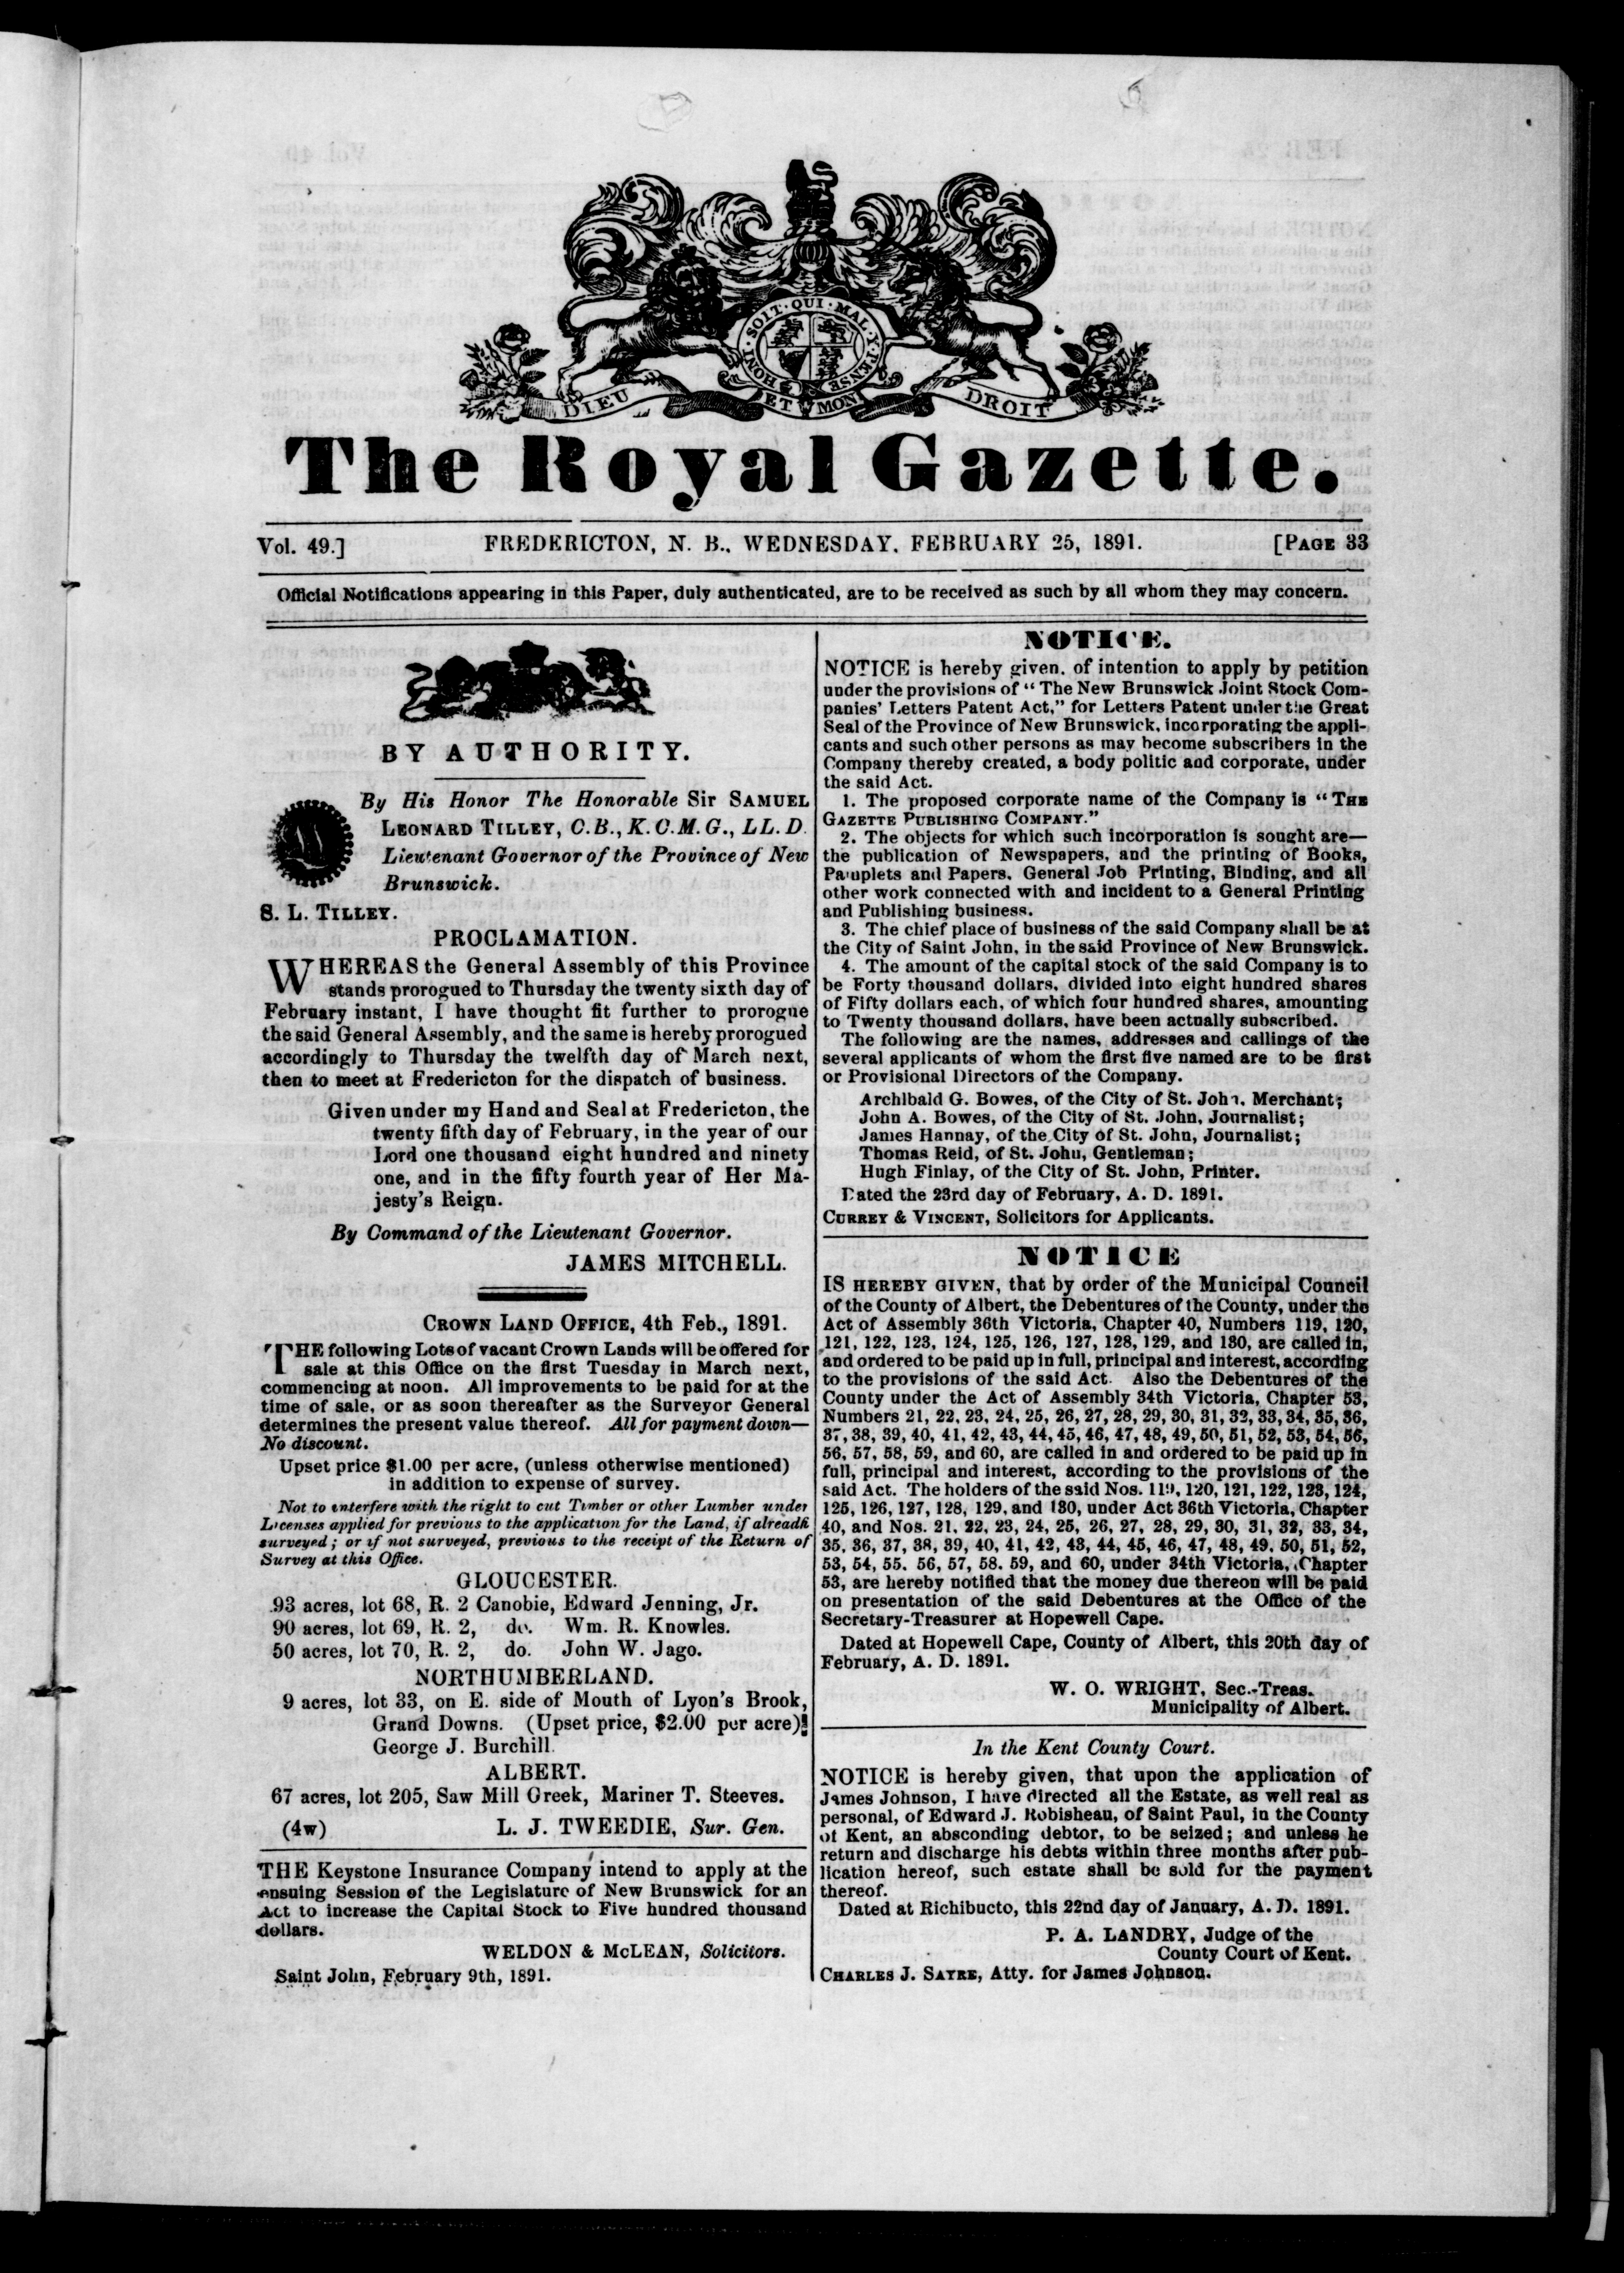 HONI · SOIT · QUI · MAL · Y · PENSE
DIEU ET MON DROIT
The Royal Gazette.
Vol. 49.] FREDERICTON, N. B., WEDNESDAY, FEBRUARY 25, 1891. [PAGE 33
Official Notifications appearing in this Paper, duly authenticated, are to be received as such by all whom they may concern.
BY AUTHORITY.
By His Honor The Honorable Sir SAMUEL
LEONARD TILLEY, C.B., K.C.M.G., LL.D.
Lieutenant Governor of the Province of New
Brunswick.
S. L. TILLEY.
PROCLAMATION.
WHEREAS the General Assembly of this Province
stands prorogued to Thursday the twenty sixth day of
February instant, I have thought fit further to prorogue
the said General Assembly, and the same is hereby prorogued
accordingly to Thursday the twelfth day of March next,
then to meet at Fredericton for the dispatch of business.
Given under my Hand and Seal at Fredericton, the
twenty fifth day of February, in the year of our
Lord one thousand eight hundred and ninety
one, and in the fifty fourth year of Her Ma-
jesty's Reign.
By Command of the Lieutenant Governor.
JAMES MITCHELL.
CROWN LAND OFFICE, 4th Feb., 1891.
THE following Lots of vacant Crown Lands will be offered for
sale at this Office on the first Tuesday in March next,
commencing at noon. All improvements to be paid for at the
time of sale, or as soon thereafter as the Surveyor General
determines the present value thereof. All for payment down—
No discount.
Upset price $1.00 per acre, (unless otherwise mentioned)
in addition to expense of survey.
Not to interfere with the right to cut Timber or other Lumber under
Licenses applied for previous to the application for the Land, if alreadk
surveyed; or if not surveyed, previous to the receipt of the Return of
Survey at this Office.
GLOUCESTER.
93 acres, lot 68, R. 2 Canobie, Edward Jenning, Jr.
90 acres, lot 69, R. 2, do. Wm. R. Knowles.
50 acres, lot 70, R. 2, do. John W. Jago.
NORTHUMBERLAND.
9 acres, lot 33, on E. side of Mouth of Lyon's Brook,
Grand Downs. (Upset price, $2.00 per acre)
George J. Burchill.
ALBERT.
67 acres, lot 205, Saw Mill Creek, Mariner T. Steeves.
(4w) L. J. TWEEDIE, Sur. Gen.
THE Keystone Insurance Company intend to apply at the
ensuing Session of the Legislature of New Brunswick for an
Act to increase the Capital Stock to Five hundred thousand
dollars.
WELDON & McLEAN, Solicitors.
Saint John, February 9th, 1891.
NOTICE.
NOTICE is hereby given, of intention to apply by petition
under the provisions of "The New Brunswick Joint Stock Com-
panies' Letters Patent Act," for Letters Patent under the Great
Seal of the Province of New Brunswick, incorporating the appli-
cants and such other persons as may become subscribers in the
Company thereby created, a body politic and corporate, under
the said Act.
1. The proposed corporate name of the Company is "THE
GAZETTE PUBLISHING COMPANY."
2. The objects for which such incorporation is sought are—
the publication of Newspapers, and the printing of Books,
Pamplets and Papers, General Job Printing, Binding, and all
other work connected with and incident to a General Printing
and Publishing business.
3. The chief place of business of the said Company shall be at
the City of Saint John, in the said Province of New Brunswick.
4. The amount of the capital stock of the said Company is to
be Forty thousand dollars, divided into eight hundred shares
of Fifty dollars each, of which four hundred shares, amounting
to Twenty thousand dollars, have been actually subscribed.
The following are the names, addresses and callings of the
several applicants of whom the first five named are to be first
or Provisional Directors of the Company.
Archibald G. Bowes, of the City of St. John, Merchant;
John A. Bowes, of the City of St. John, Journalist;
James Hannay, of the City of St. John, Journalist;
Thomas Reid, of St. John, Gentleman;
Hugh Finlay, of the City of St. John, Printer.
Dated the 23rd day of February, A. D. 1891.
CURREY & VINCENT, Solicitors for Applicants.
NOTICE
IS HEREBY GIVEN, that by order of the Municipal Council
of the County of Albert, the Debentures of the County, under the
Act of Assembly 36th Victoria, Chapter 40, Numbers 119, 120,
121, 122, 123, 124, 125, 126, 127, 128, 129, and 130, are called in,
and ordered to be paid up in full, principal and interest, according
to the provisions of the said Act. Also the Debentures of the
County under the Act of Assembly 34th Victoria, Chapter 53,
Numbers 21, 22, 23, 24, 25, 26, 27, 28, 29, 30, 31, 32, 33, 34, 35, 36,
37, 38, 39, 40, 41, 42, 43, 44, 45, 46, 47, 48, 49, 50, 51, 52, 53, 54, 56,
56, 57, 58, 59, and 60, are called in and ordered to be paid up in
full, principal and interest, according to the provisions of the
said Act. The holders of the said Nos. 119, 120, 121, 122, 123, 124,
125, 126, 127, 128, 129, and 130, under Act 36th Victoria, Chapter
40, and Nos. 21, 22, 23, 24, 25, 26, 27, 28, 29, 30, 31, 32, 33, 34,
35, 36, 37, 38, 39, 40, 41, 42, 43, 44, 45, 46, 47, 48, 49, 50, 51, 52,
53, 54, 55, 56, 57, 58, 59, and 60, under 34th Victoria, Chapter
53, are hereby notified that the money due thereon will be paid
on presentation of the said Debentures at the Office of the
Secretary-Treasurer at Hopewell Cape.
Dated at Hopewell Cape, County of Albert, this 20th day of
February, A. D. 1891.
W. O. WRIGHT, Sec.-Treas.
Municipality of Albert.
In the Kent County Court.
NOTICE is hereby given, that upon the application of
James Johnson, I have directed all the Estate, as well real as
personal, of Edward J. Robisheau, of Saint Paul, in the County
of Kent, an absconding debtor, to be seized; and unless he
return and discharge his debts within three months after pub-
lication hereof, such estate shall be sold for the payment
thereof.
Dated at Richibucto, this 22nd day of January, A. D. 1891.
P. A. LANDRY, Judge of the
County Court of Kent.
CHARLES J. SAYRE, Atty. for James Johnson.